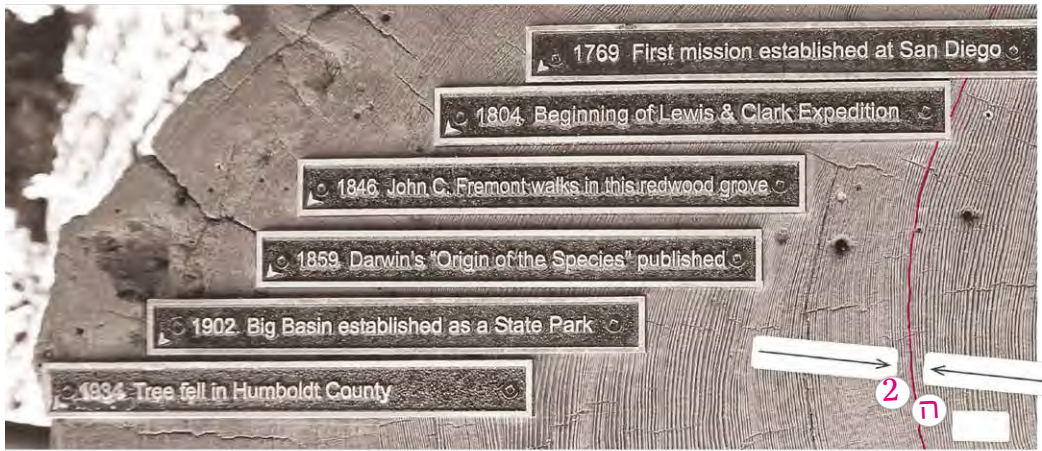 1769 First mission established at San Diego
1804 Beginning of Lewis & Clark Expedition
1846 John C. Fremont walks in this redwood grove
1859 Darwin's "Origin of the Species" published
1902 Big Basin established as a State Park
1934 Tree fell in Humboldt County
2
ה